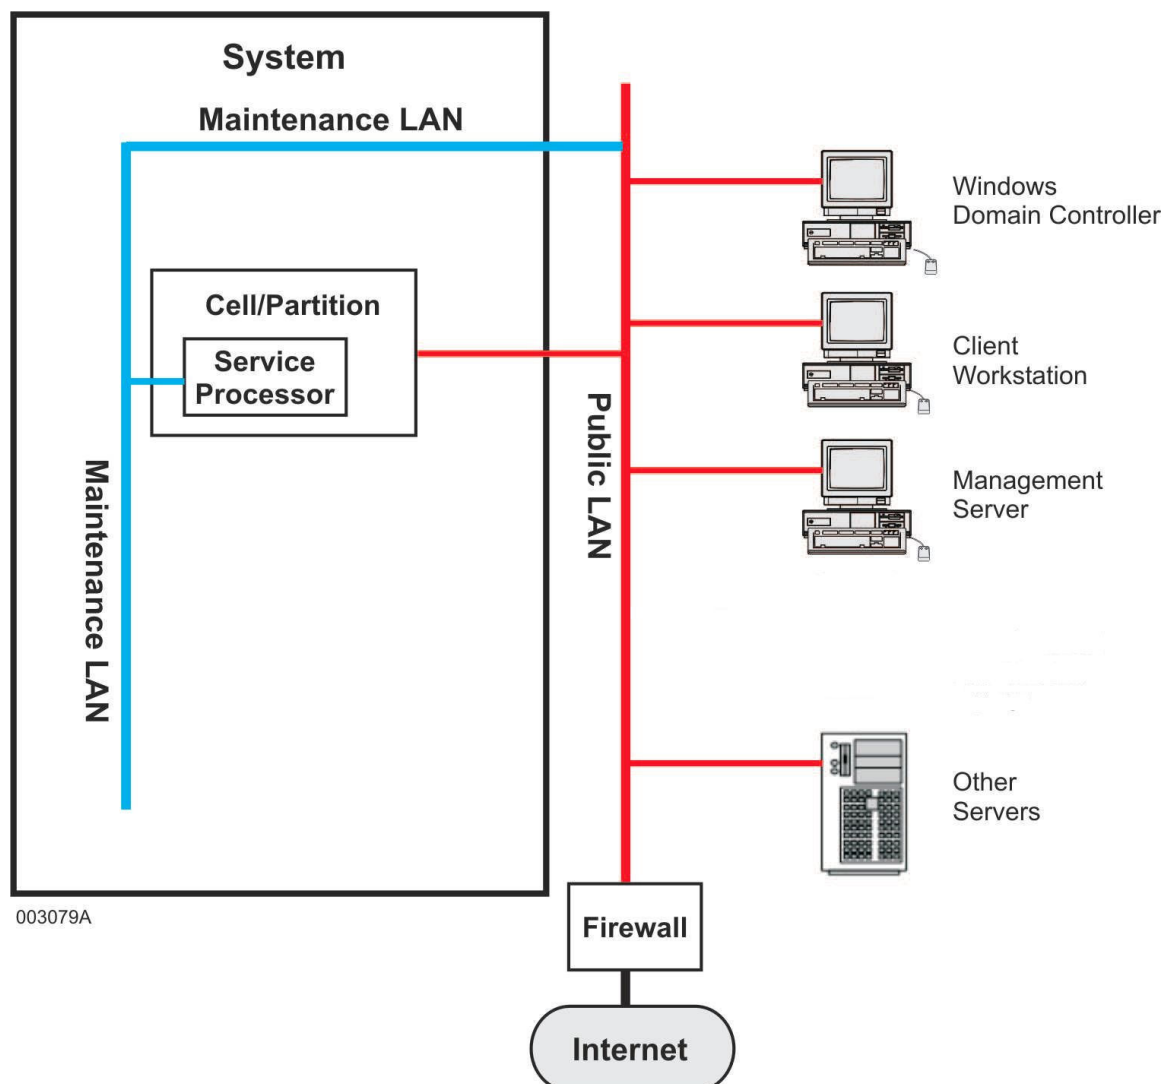 System
Maintenance LAN
Windows
Domain Controller
Cell/Partition
Service
Processor
Client
Workstation
Public LAN
Maintenance LAN
Management
Server
Other
Servers
003079A
Firewall
Internet